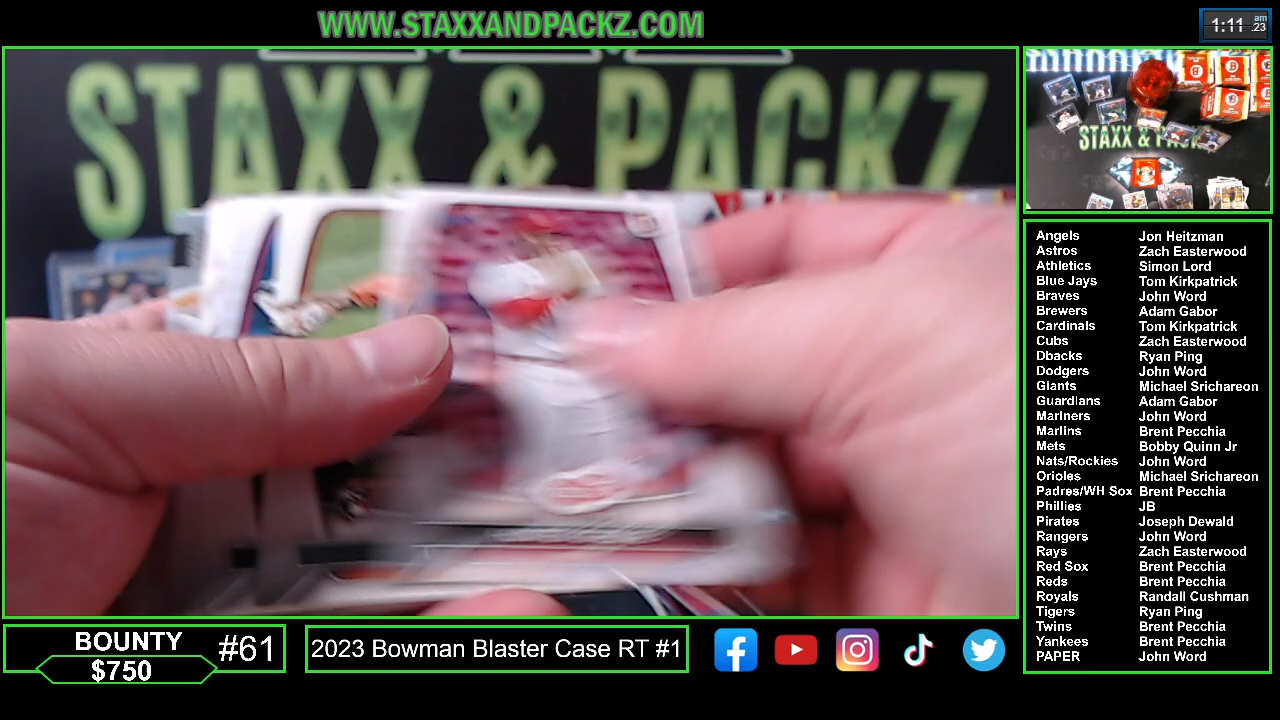 WWW.STAXXANDPACKZ.COM
1:11 am
23
STAXX & PACKZ
STAXX & PACKZ
Angels Jon Heitzman
Astros Zach Easterwood
Athletics Simon Lord
Blue Jays Tom Kirkpatrick
Braves John Word
Brewers Adam Gabor
Cardinals Tom Kirkpatrick
Cubs Zach Easterwood
Dbacks Ryan Ping
Dodgers John Word
Giants Michael Srichareon
Guardians Adam Gabor
Mariners John Word
Marlins Brent Pecchia
Mets Bobby Quinn Jr
Nats/Rockies John Word
Orioles Michael Srichareon
Padres/WH Sox Brent Pecchia
Phillies JB
Pirates Joseph Dewald
Rangers John Word
Rays Zach Easterwood
Red Sox Brent Pecchia
Reds Brent Pecchia
Royals Randall Cushman
Tigers Ryan Ping
Twins Brent Pecchia
Yankees Brent Pecchia
PAPER John Word
BOUNTY #61
$750
2023 Bowman Blaster Case RT #1